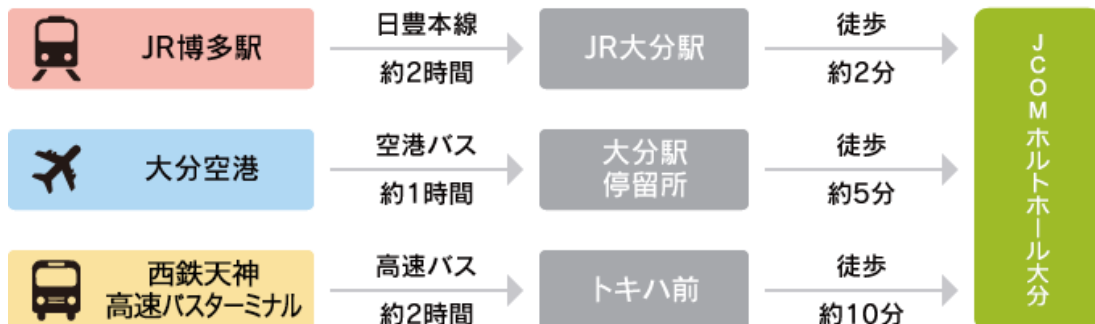 JR博多駅
日豊本線
約2時間
JR大分駅
徒歩
約2分
大分空港
空港バス
約1時間
大分駅
停留所
徒歩
約5分
西鉄天神
高速バスターミナル
高速バス
約2時間
トキハ前
徒歩
約10分
JCOM ホルトホール大分